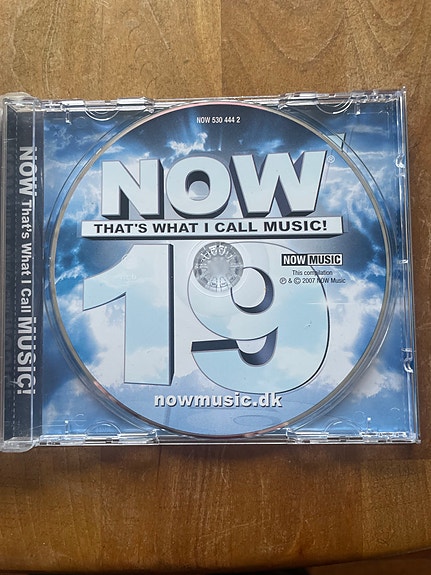 NOW That's What I Call MUSIC!
NOW 530 444 2
NOW®
THAT'S WHAT I CALL MUSIC!
NOW MUSIC
This compilation
℗ & © 2007 NOW Music
19
nowmusic.dk